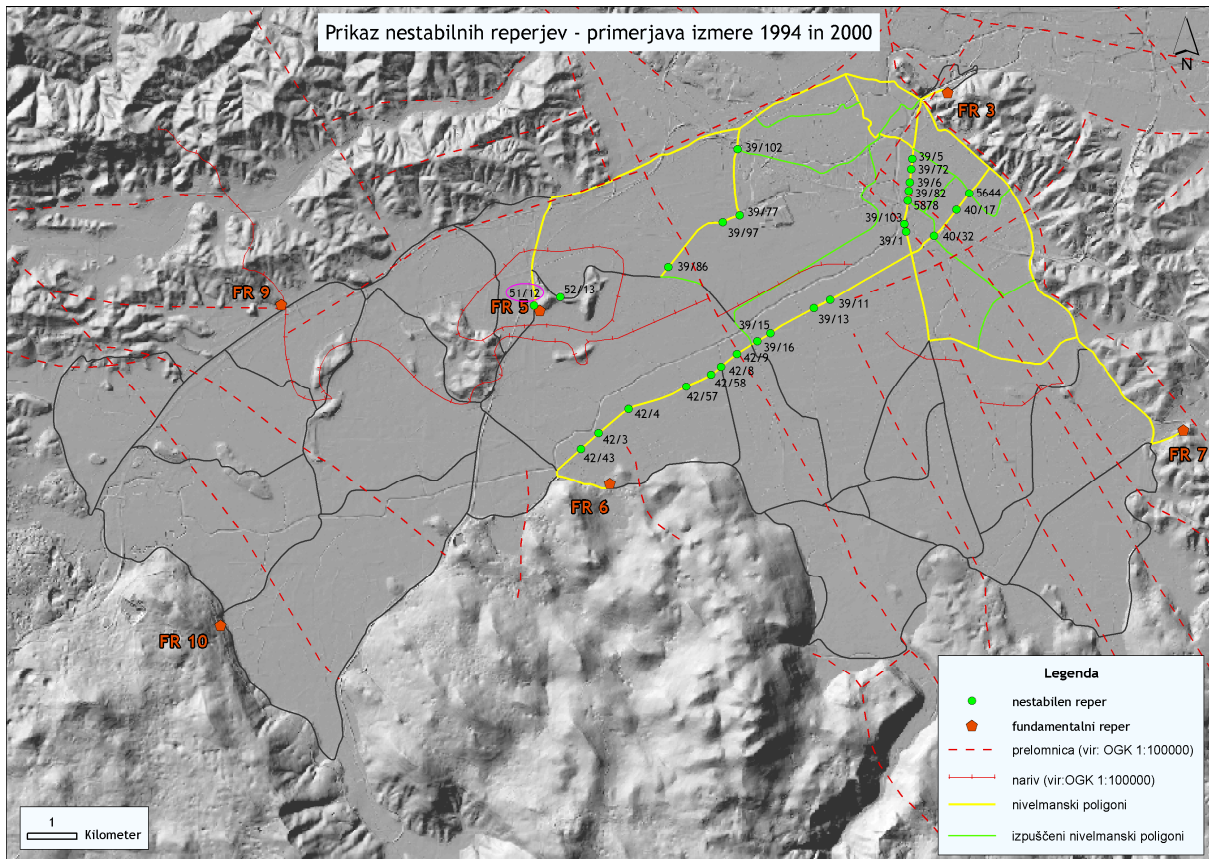 Prikaz nestabilnih reperjev - primerjava izmere 1994 in 2000
N
FR 3
39/102
39/5
39/72
39/6
39/82
5878
5644
40/17
39/77
39/97
39/103
39/1
40/32
39/86
FR 9
51/12
52/13
FR 5
39/11
39/13
39/15
39/16
42/9
42/8
42/58
42/57
42/4
42/3
42/43
FR 7
FR 6
FR 10
Legenda
nestabilen reper
fundamentalni reper
prelomnica (vir: OGK 1:100000)
nariv (vir:OGK 1:100000)
nivelmanski poligoni
izpuščeni nivelmanski poligoni
1
Kilometer